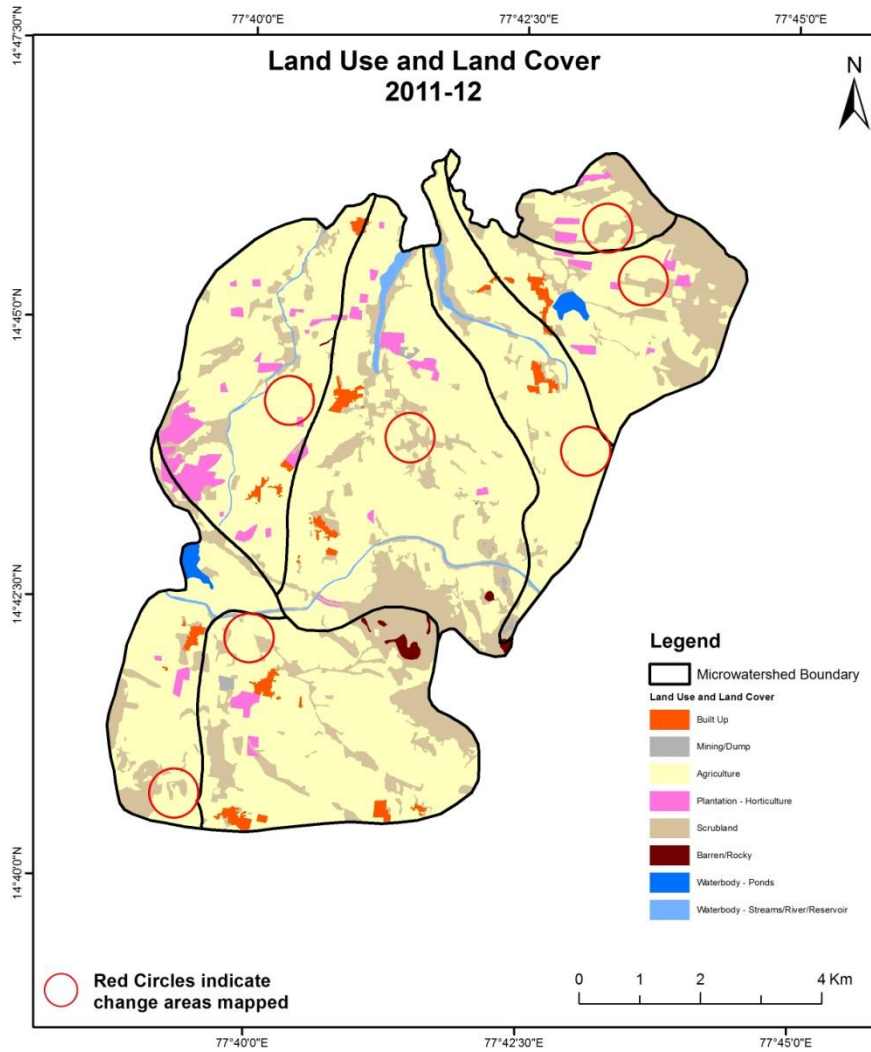 77°40'0"E 77°42'30"E 77°45'0"E
14°47'30"N
Land Use and Land Cover
2011-12
N
14°45'0"N
14°42'30"N
14°40'0"N
Legend
Microwatershed Boundary
Land Use and Land Cover
Built Up
Mining/Dump
Agriculture
Plantation - Horticulture
Scrubland
Barren/Rocky
Waterbody - Ponds
Waterbody - Streams/River/Reservoir
Red Circles indicate
change areas mapped
0 1 2 4 Km
77°40'0"E 77°42'30"E 77°45'0"E